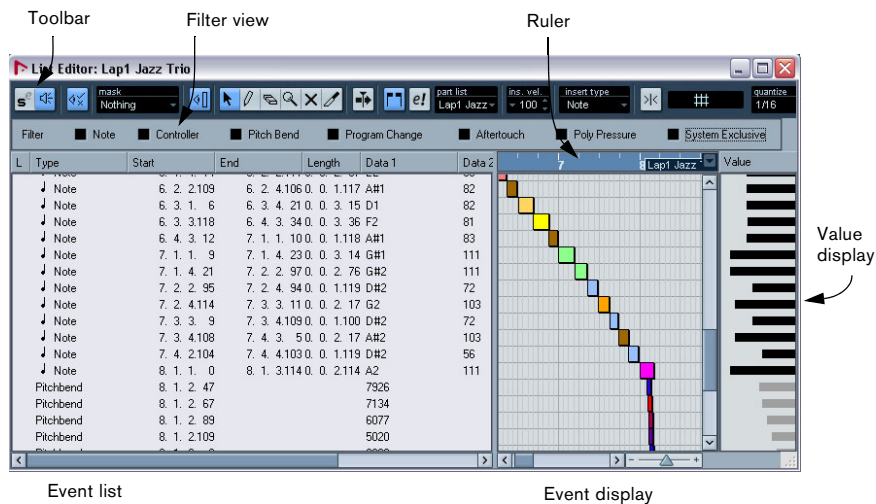 Toolbar
Filter view
Ruler
List Editor: Lap1 Jazz Trio
mask
Nothing
part list
Lap1 Jazz
ins. vel.
100
insert type
Note
quantize
1/16
Filter Note Controller Pitch Bend Program Change Aftertouch Poly Pressure System Exclusive
L Type Start End Length Data 1 Data 2 7 8 Lap1 Jazz Value
Note 6. 2. 2.109 6. 2. 4.106 0. 0. 1.117 A#1 82
Note 6. 3. 1. 6 6. 3. 4. 21 0. 0. 3. 15 D1 82
Note 6. 3. 3.118 6. 4. 3. 34 0. 0. 3. 36 F2 81
Note 6. 4. 3. 12 7. 1. 1. 10 0. 0. 1.118 A#1 83
Note 7. 1. 1. 9 7. 1. 4. 23 0. 0. 3. 14 G#1 111
Note 7. 1. 4. 21 7. 2. 2. 97 0. 0. 2. 76 G#2 111
Note 7. 2. 2. 95 7. 2. 4. 94 0. 0. 1.119 D#2 72
Note 7. 2. 4.114 7. 3. 3. 11 0. 0. 2. 17 G2 103
Note 7. 3. 3. 9 7. 3. 4.109 0. 0. 1.100 D#2 72
Note 7. 3. 4.108 7. 4. 3. 5 0. 0. 2. 17 A#2 103
Note 7. 4. 2.104 7. 4. 4.103 0. 0. 1.119 D#2 56
Note 8. 1. 1. 0 8. 1. 3.114 0. 0. 2.114 A2 111
Pitchbend 8. 1. 2. 47 7926
Pitchbend 8. 1. 2. 67 7134
Pitchbend 8. 1. 2. 89 6077
Pitchbend 8. 1. 2.109 5020
Value
display
Event list
Event display